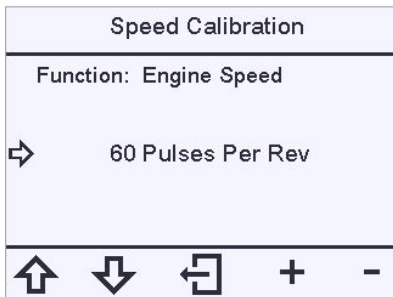 Speed Calibration
Function: Engine Speed
60 Pulses Per Rev
+ -